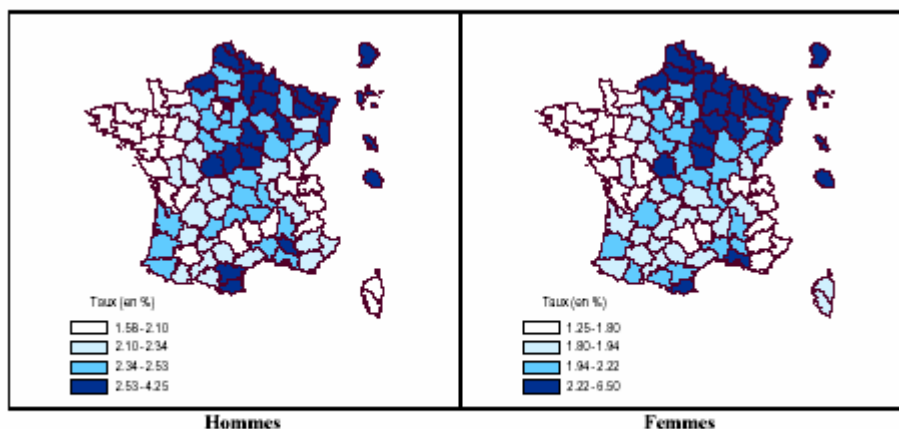 Taux (en %)
1.58 - 2.10
2.10 - 2.34
2.34 - 2.53
2.53 - 4.25
Hommes
Taux (en %)
1.25 - 1.80
1.80 - 1.94
1.94 - 2.22
2.22 - 6.50
Femmes